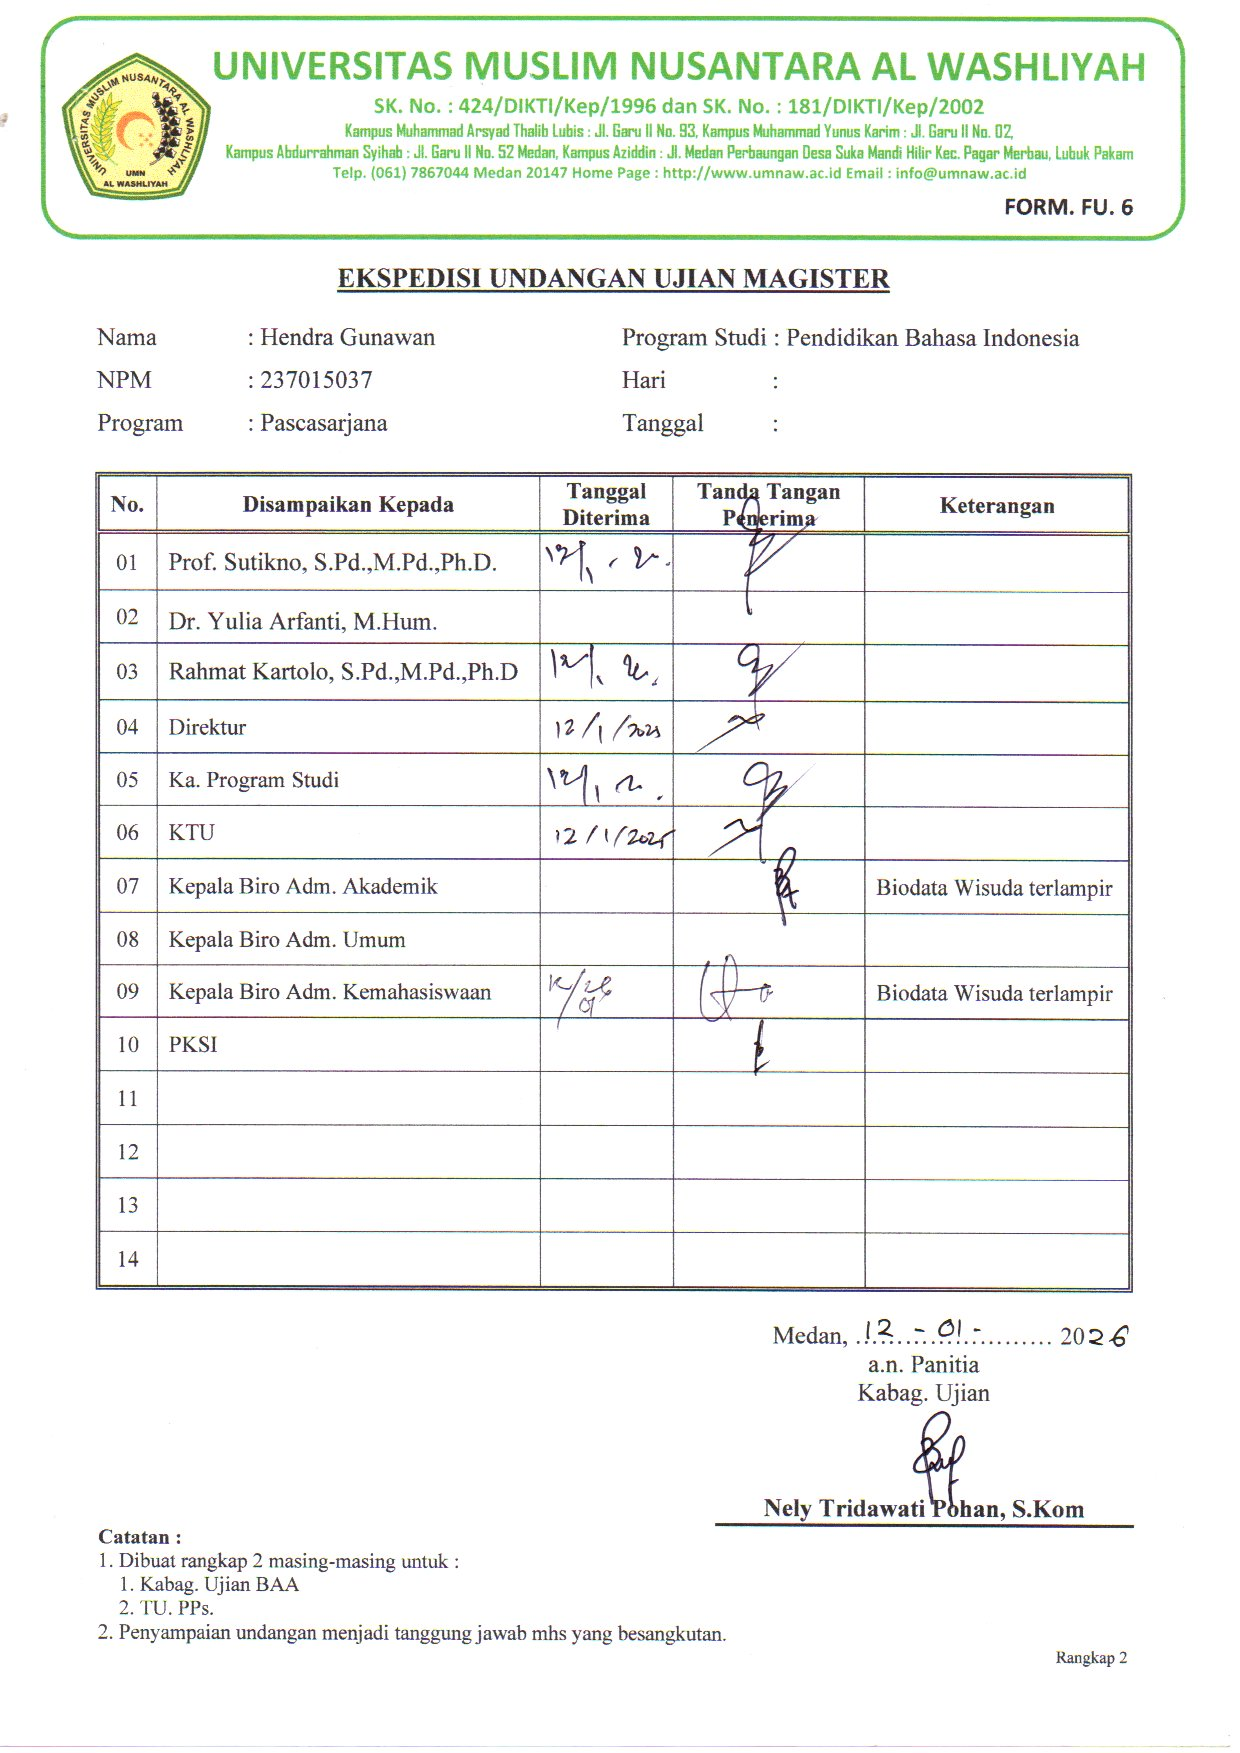 UNIVERSITAS MUSLIM NUSANTARA AL WASHLIYAH
SK. No. : 424/DIKTI/Kep/1996 dan SK. No. : 181/DIKTI/Kep/2002
Kampus Muhammad Arsyad Thalib Lubis : Jl. Garu II No. 93, Kampus Muhammad Yunus Karim : Jl. Garu II No. 02,
Kampus Abdurrahman Syihab : Jl. Garu II No. 52 Medan, Kampus Aziddin : Jl. Medan Perbaungan Desa Suka Mandi Hilir Kec. Pagar Merbau, Lubuk Pakam
Telp. (061) 7867044 Medan 20147 Home Page : http://www.umnaw.ac.id Email : info@umnaw.ac.id
UNIVERSITAS MUSLIM NUSANTARA AL WASHLIYAH
UMN
AL WASHLIYAH
FORM. FU. 6
EKSPEDISI UNDANGAN UJIAN MAGISTER
Nama : Hendra Gunawan Program Studi : Pendidikan Bahasa Indonesia
NPM : 237015037 Hari :
Program : Pascasarjana Tanggal :
No. Disampaikan Kepada Tanggal Diterima Tanda Tangan Penerima Keterangan
01 Prof. Sutikno, S.Pd.,M.Pd.,Ph.D.
02 Dr. Yulia Arfanti, M.Hum.
03 Rahmat Kartolo, S.Pd.,M.Pd.,Ph.D
04 Direktur 12/1/2025
05 Ka. Program Studi
06 KTU 12/1/2025
07 Kepala Biro Adm. Akademik Biodata Wisuda terlampir
08 Kepala Biro Adm. Umum
09 Kepala Biro Adm. Kemahasiswaan Biodata Wisuda terlampir
10 PKSI
11
12
13
14
Medan, 12 - 01 - 2026
a.n. Panitia
Kabag. Ujian
Nely Tridawati Pohan, S.Kom
Catatan :
1. Dibuat rangkap 2 masing-masing untuk :
1. Kabag. Ujian BAA
2. TU. PPs.
2. Penyampaian undangan menjadi tanggung jawab mhs yang besangkutan.
Rangkap 2